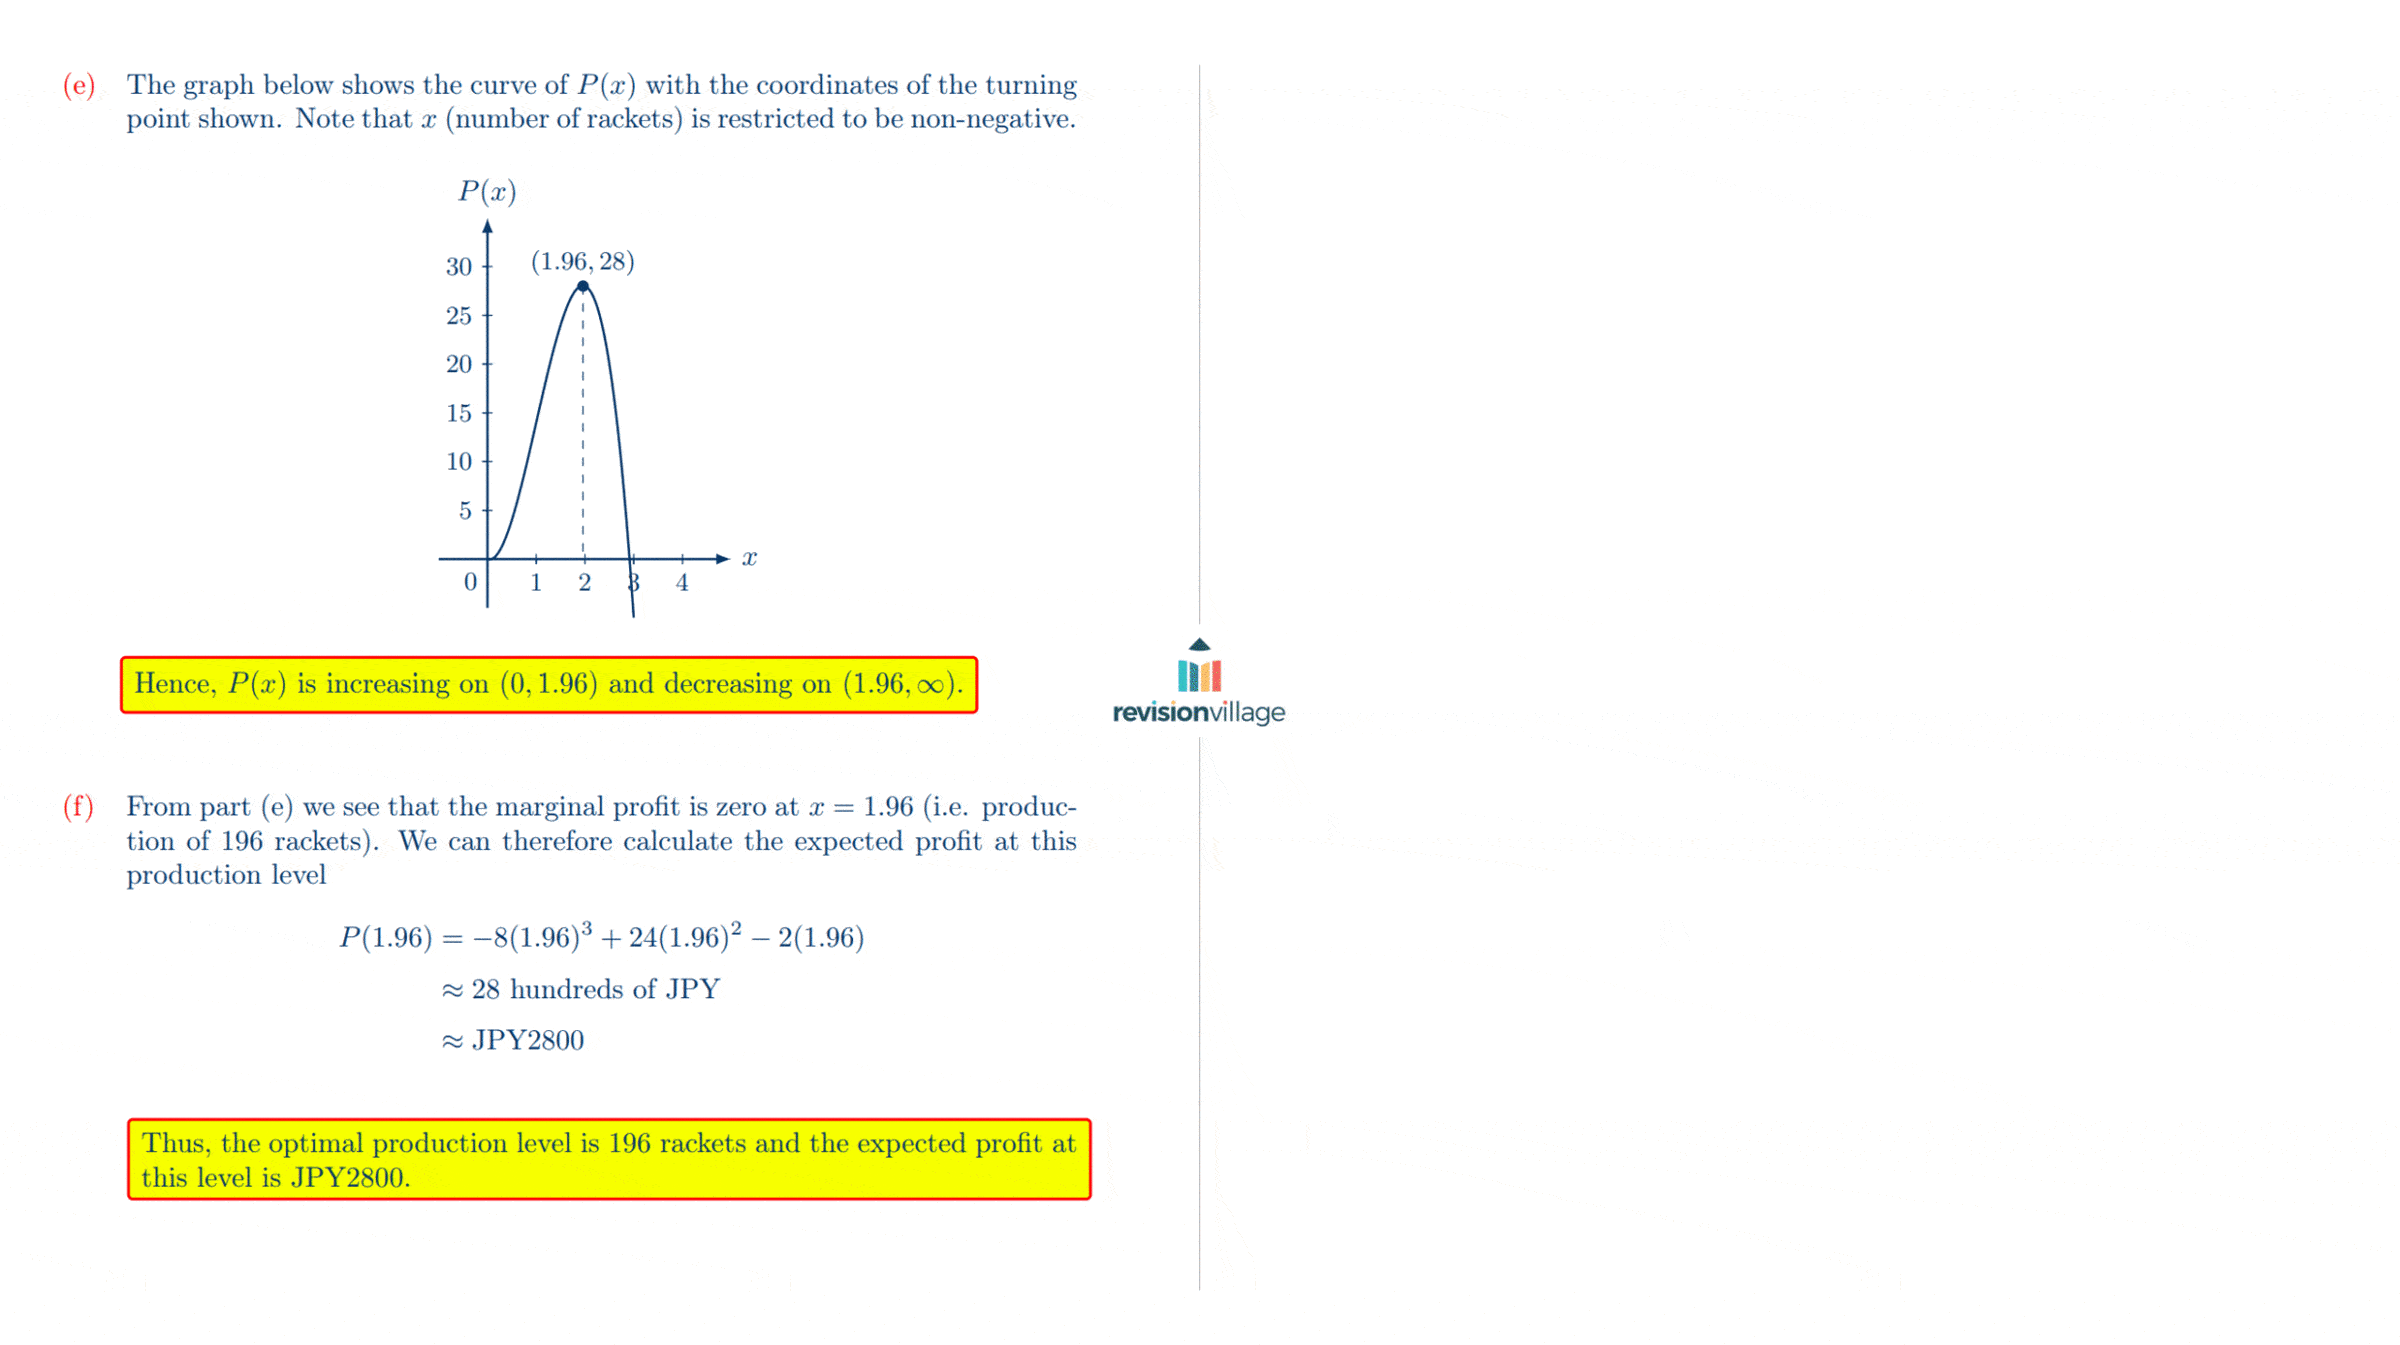 (e) The graph below shows the curve of P(x) with the coordinates of the turning
point shown. Note that x (number of rackets) is restricted to be non-negative.
P(x)
(1.96, 28)
30
25
20
15
10
5
x
0 1 2 3 4
Hence, P(x) is increasing on (0, 1.96) and decreasing on (1.96, ∞).
revisionvillage
(f) From part (e) we see that the marginal profit is zero at x = 1.96 (i.e. produc-
tion of 196 rackets). We can therefore calculate the expected profit at this
production level
P(1.96) = −8(1.96)³ + 24(1.96)² − 2(1.96)
≈ 28 hundreds of JPY
≈ JPY2800
Thus, the optimal production level is 196 rackets and the expected profit at
this level is JPY2800.